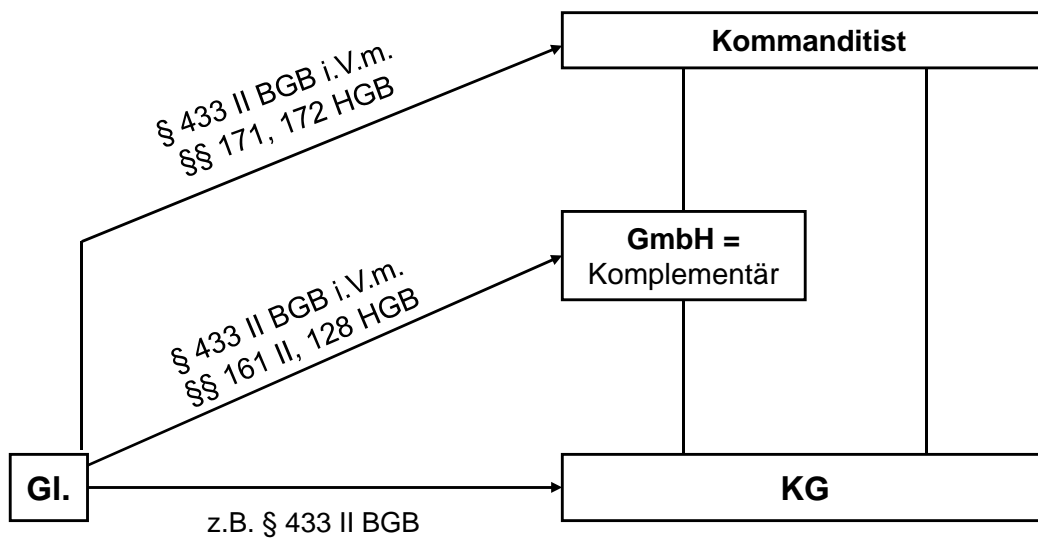 Kommanditist
§ 433 II BGB i.V.m.
§§ 171, 172 HGB
GmbH =
Komplementär
§ 433 II BGB i.V.m.
§§ 161 II, 128 HGB
Gl.
KG
z.B. § 433 II BGB